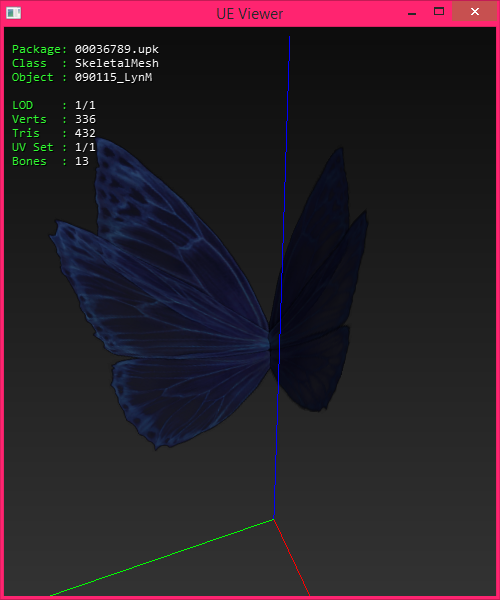 UE Viewer
Package: 00036789.upk
Class : SkeletalMesh
Object : 090115_LynM
LOD : 1/1
Verts : 336
Tris : 432
UV Set : 1/1
Bones : 13